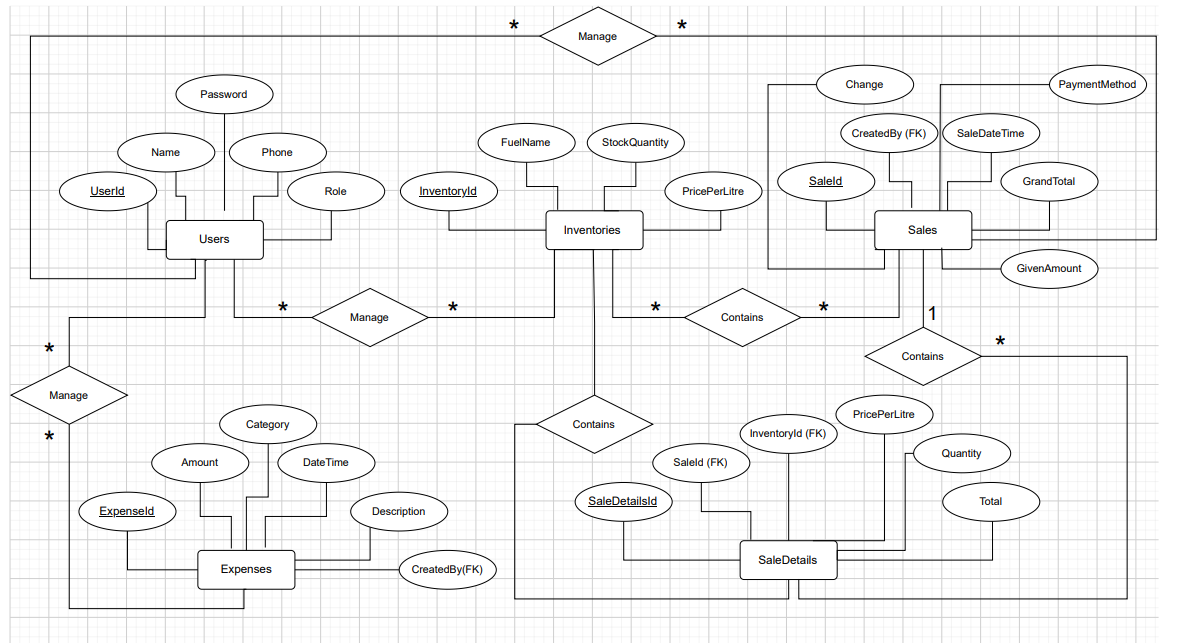 * Manage *
Change
PaymentMethod
Password
CreatedBy (FK)
SaleDateTime
FuelName
StockQuantity
Name
Phone
SaleId
GrandTotal
UserId
Role
InventoryId
PricePerLitre
Users
Inventories
Sales
GivenAmount
* Manage *
* Contains *
1
*
Contains
*
Manage
*
Category
Contains
PricePerLitre
InventoryId (FK)
Quantity
Amount
DateTime
SaleId (FK)
SaleDetailsId
Total
ExpenseId
Description
SaleDetails
Expenses
CreatedBy(FK)